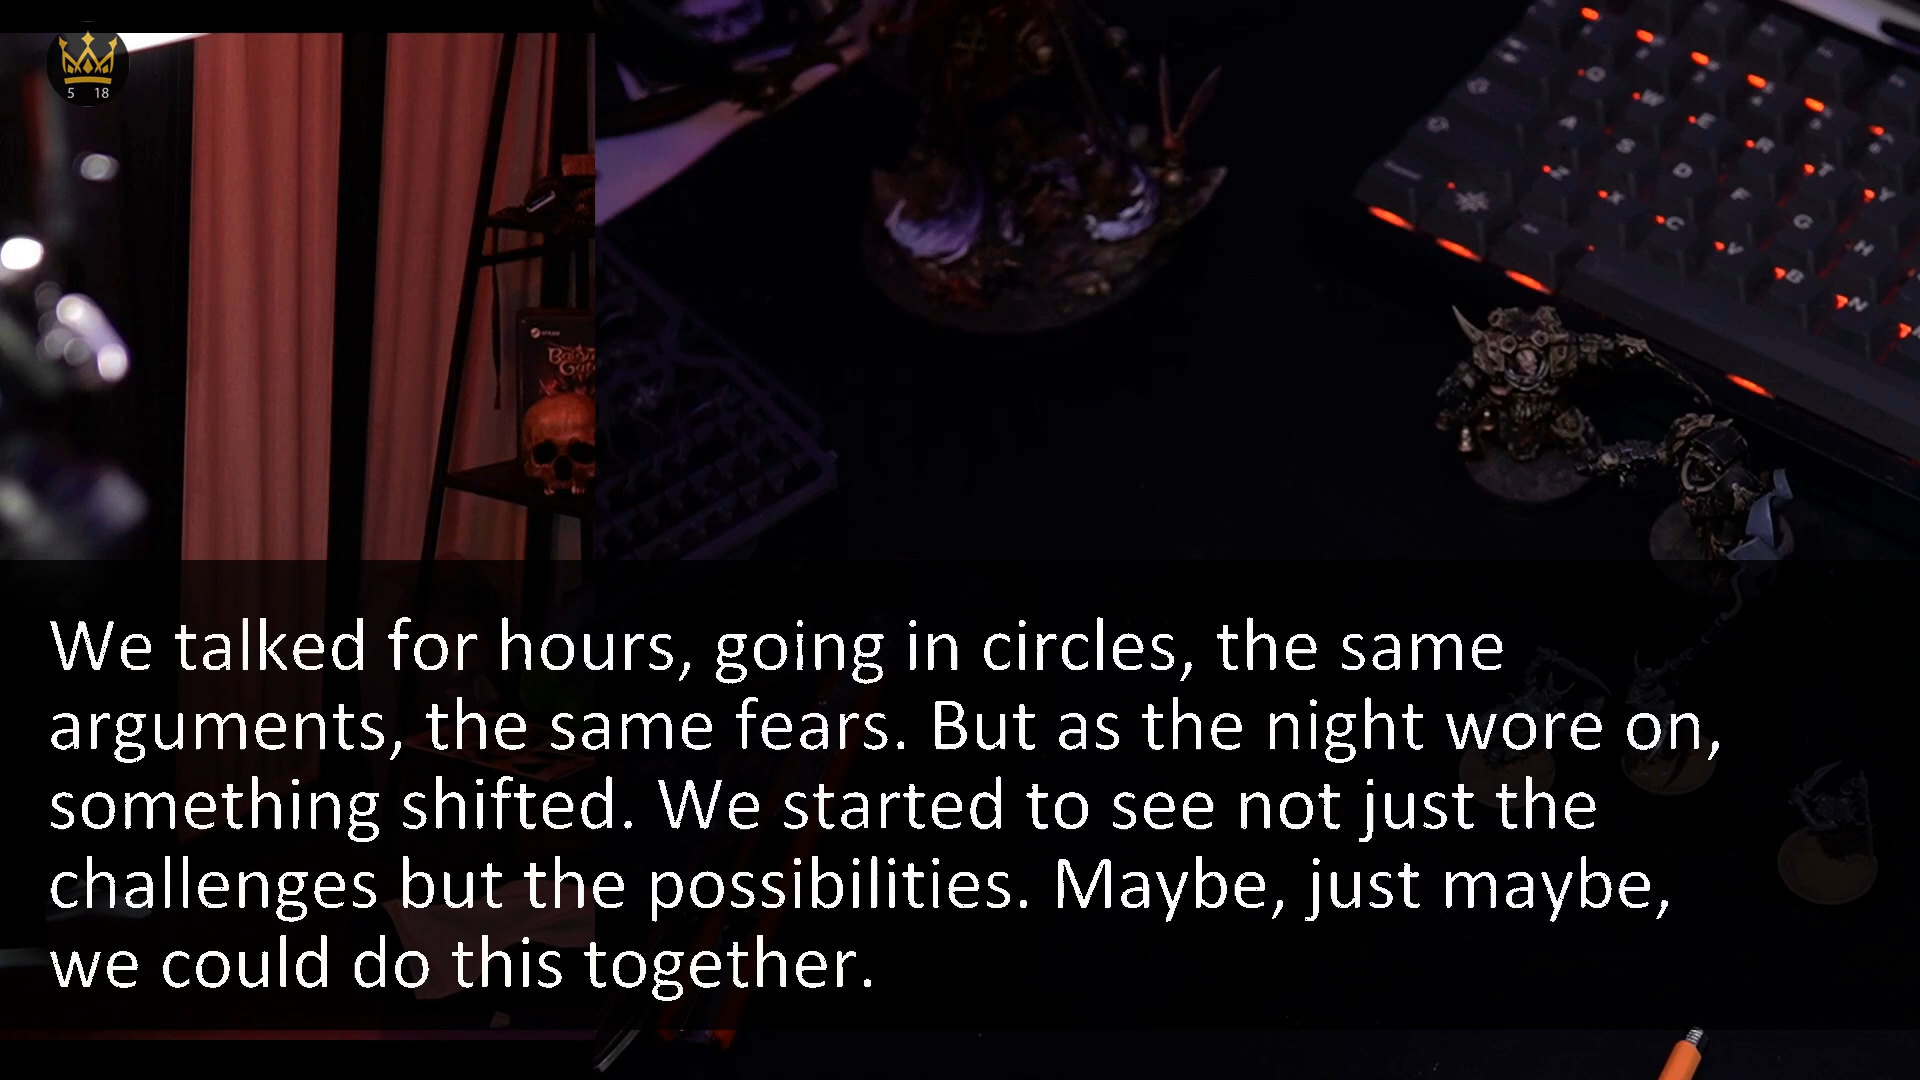 5 18
We talked for hours, going in circles, the same
arguments, the same fears. But as the night wore on,
something shifted. We started to see not just the
challenges but the possibilities. Maybe, just maybe,
we could do this together.
W E R T Y
A S D F G H
Z X C V B N